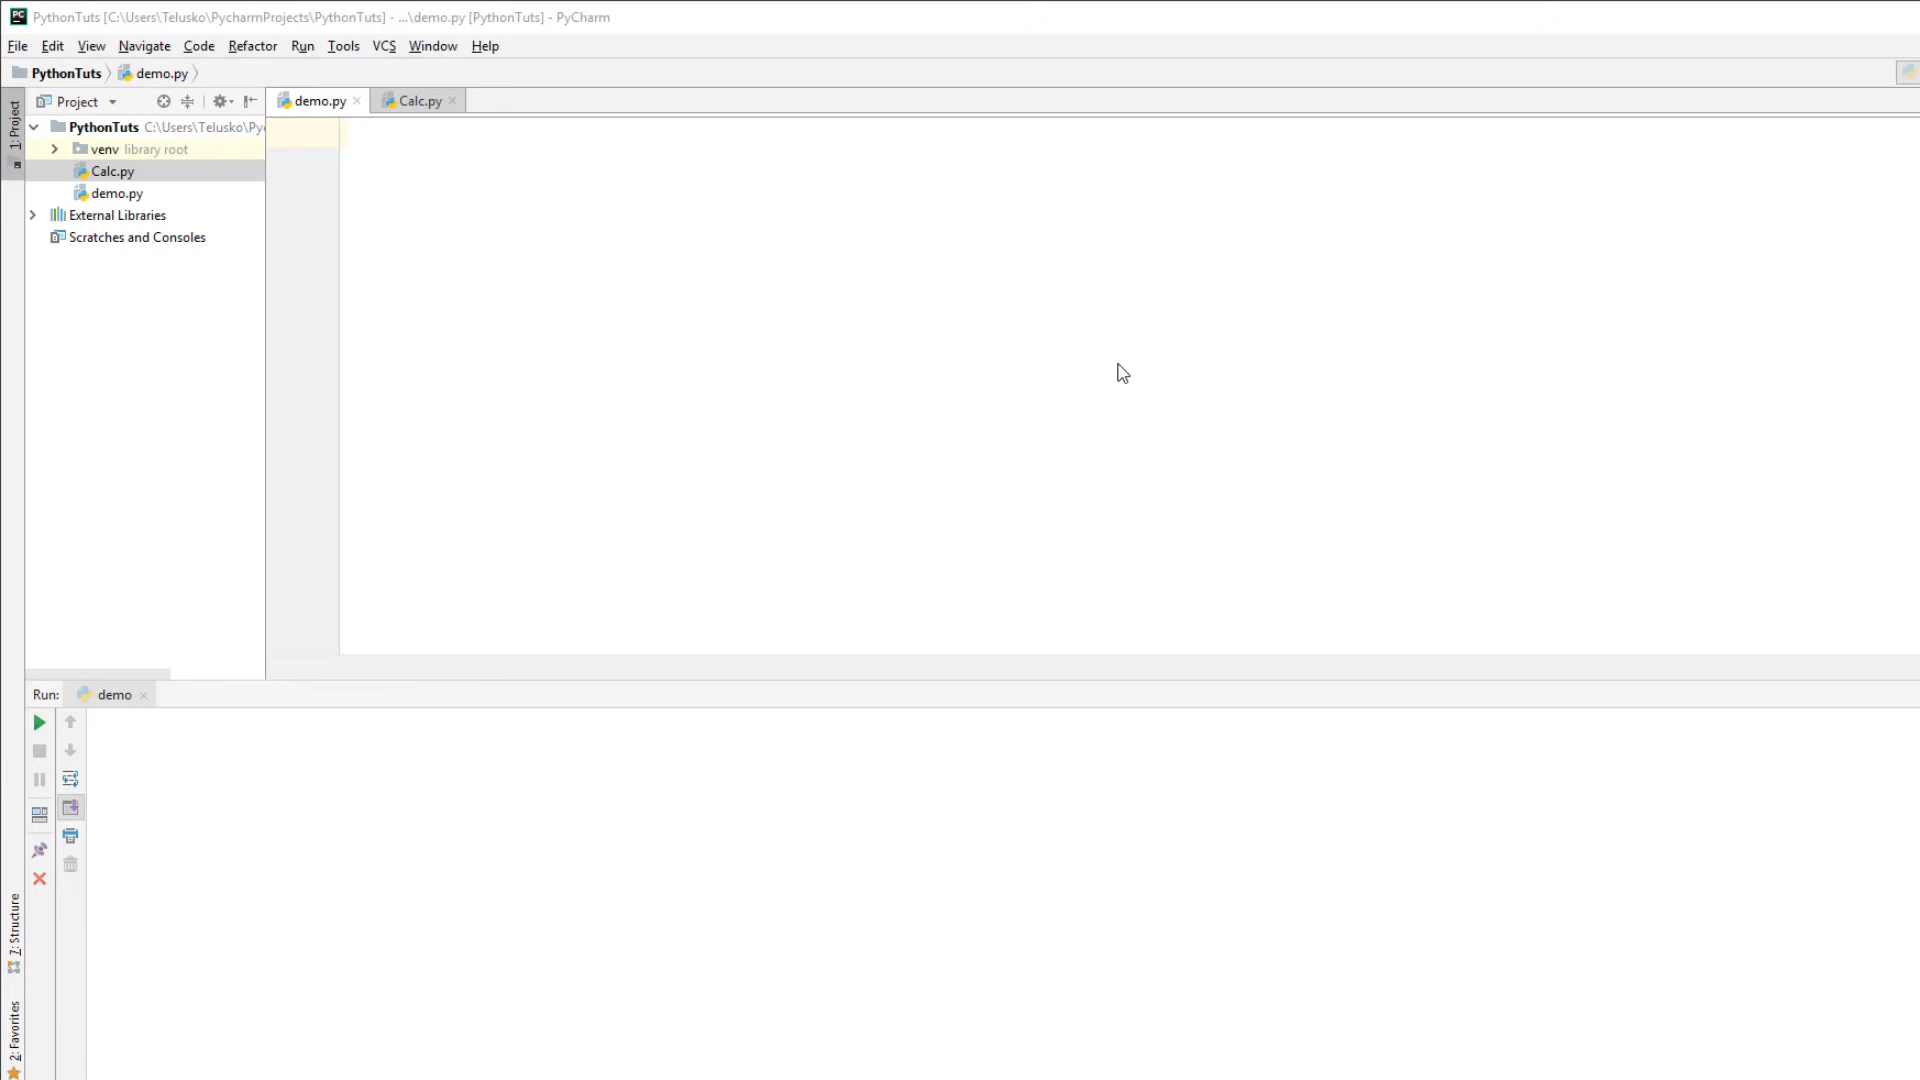 PythonTuts [C:\Users\Telusko\PycharmProjects\PythonTuts] - ...\demo.py [PythonTuts] - PyCharm
File Edit View Navigate Code Refactor Run Tools VCS Window Help
PythonTuts demo.py
1: Project
Project
demo.py Calc.py
PythonTuts C:\Users\Telusko\Pyc
venv library root
Calc.py
demo.py
External Libraries
Scratches and Consoles
Run: demo
7: Structure
2: Favorites